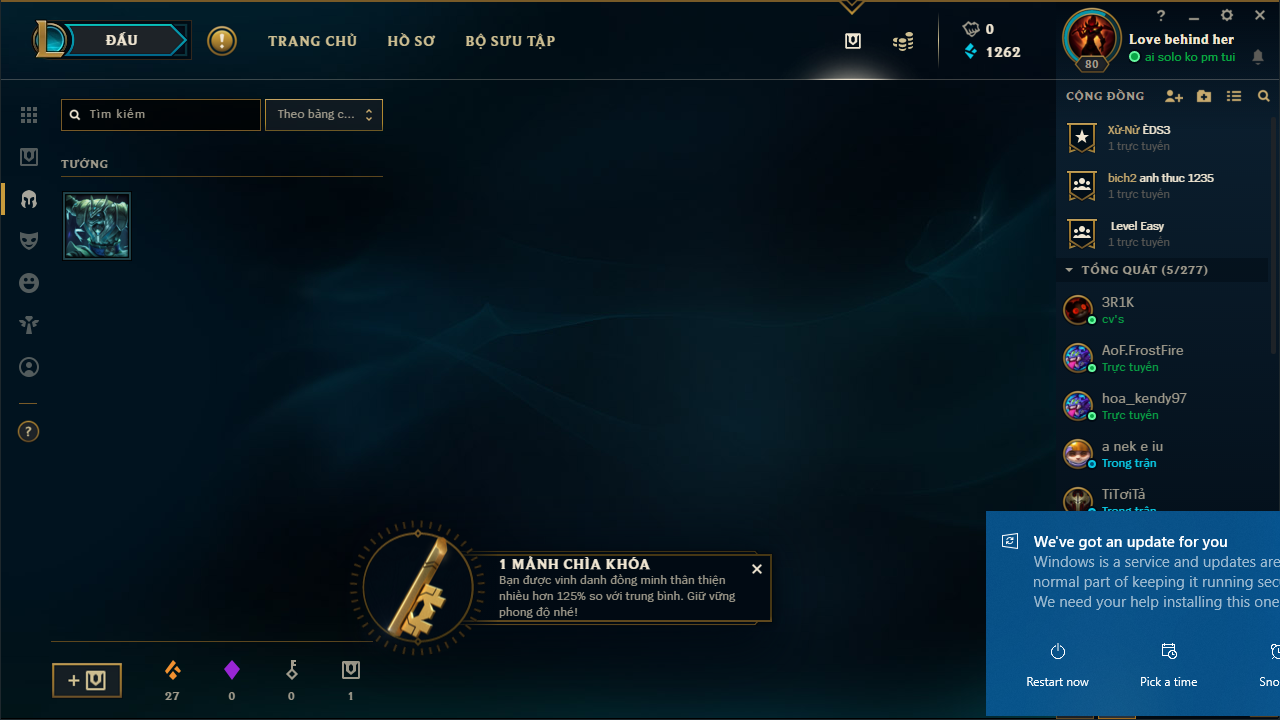 ĐẤU
TRANG CHỦ
HỒ SƠ
BỘ SƯU TẬP
0
1262
80
Love behind her
ai solo ko pm tui
Tìm kiếm
Theo bảng c...
TƯỚNG
CỘNG ĐỒNG
Xử-Nử ÈDS3
1 trực tuyến
bich2 anh thuc 1235
1 trực tuyến
Level Easy
1 trực tuyến
TỔNG QUÁT (5/277)
3R1K
cv's
AoF.FrostFire
Trực tuyến
hoa_kendy97
Trực tuyến
a nek e iu
Trong trận
TiTơiTả
Trong trận
1 MẢNH CHÌA KHÓA
Bạn được vinh danh đồng minh thân thiện
nhiều hơn 125% so với trung bình. Giữ vững
phong độ nhé!
27
0
0
1
We've got an update for you
Windows is a service and updates are
normal part of keeping it running sec
We need your help installing this one
Restart now
Pick a time
Sno